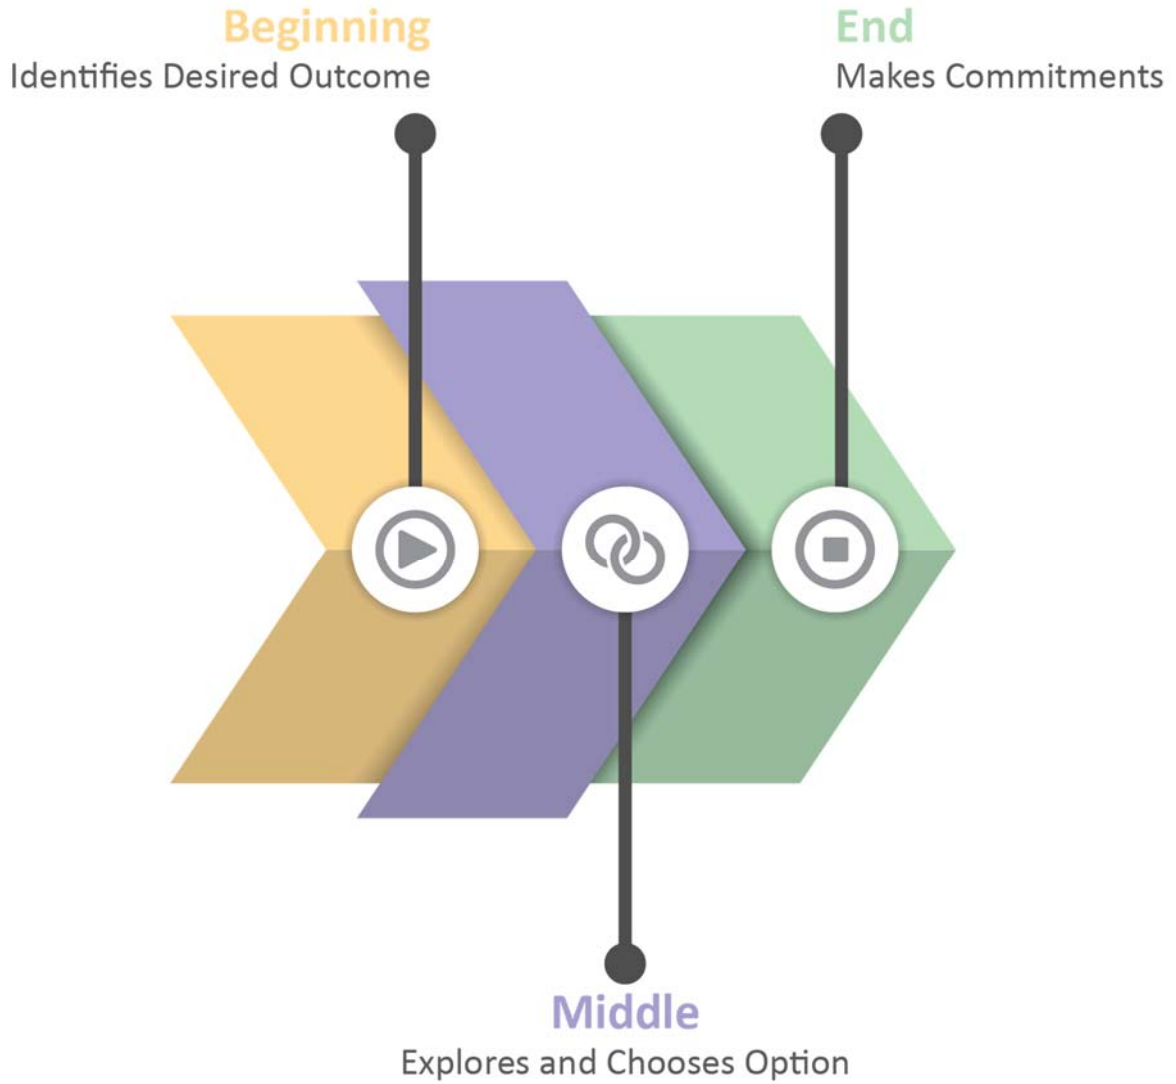 Beginning
Identifies Desired Outcome
End
Makes Commitments
Middle
Explores and Chooses Option